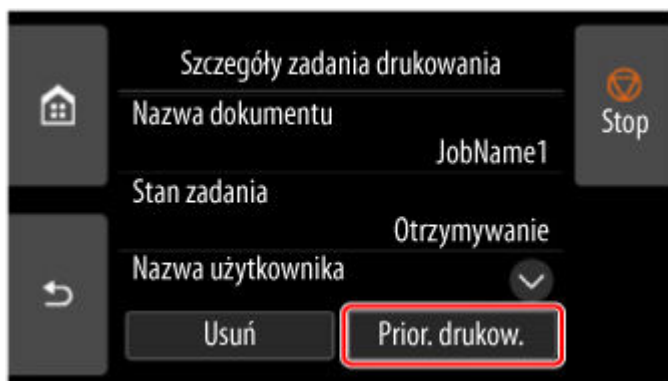 Szczegóły zadania drukowania
Nazwa dokumentu
JobName1
Stop
Stan zadania
Otrzymywanie
Nazwa użytkownika
Usuń
Prior. drukow.